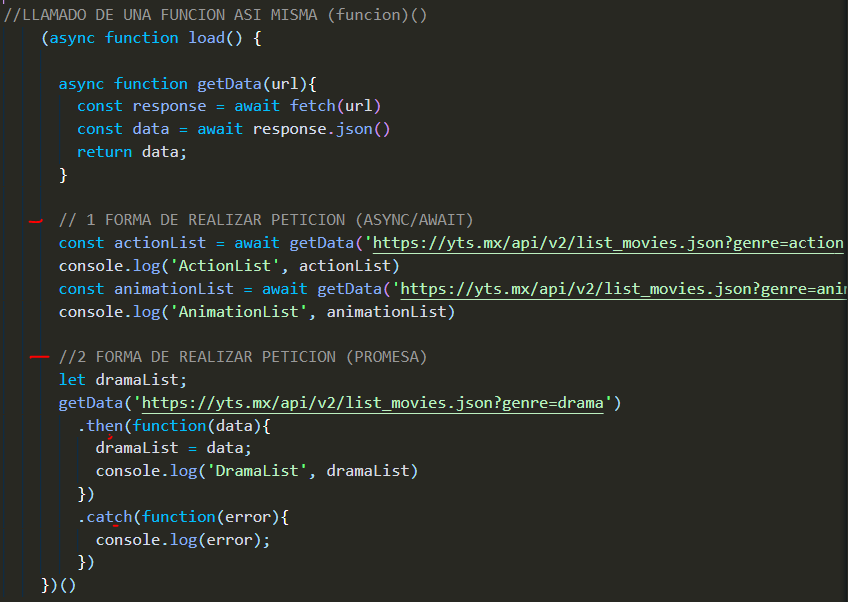 //LLAMADO DE UNA FUNCION ASI MISMA (funcion)()
(async function load() {
async function getData(url){
const response = await fetch(url)
const data = await response.json()
return data;
}
// 1 FORMA DE REALIZAR PETICION (ASYNC/AWAIT)
const actionList = await getData('https://yts.mx/api/v2/list_movies.json?genre=action
console.log('ActionList', actionList)
const animationList = await getData('https://yts.mx/api/v2/list_movies.json?genre=ani
console.log('AnimationList', animationList)
//2 FORMA DE REALIZAR PETICION (PROMESA)
let dramaList;
getData('https://yts.mx/api/v2/list_movies.json?genre=drama')
.then(function(data){
dramaList = data;
console.log('DramaList', dramaList)
})
.catch(function(error){
console.log(error);
})
})()